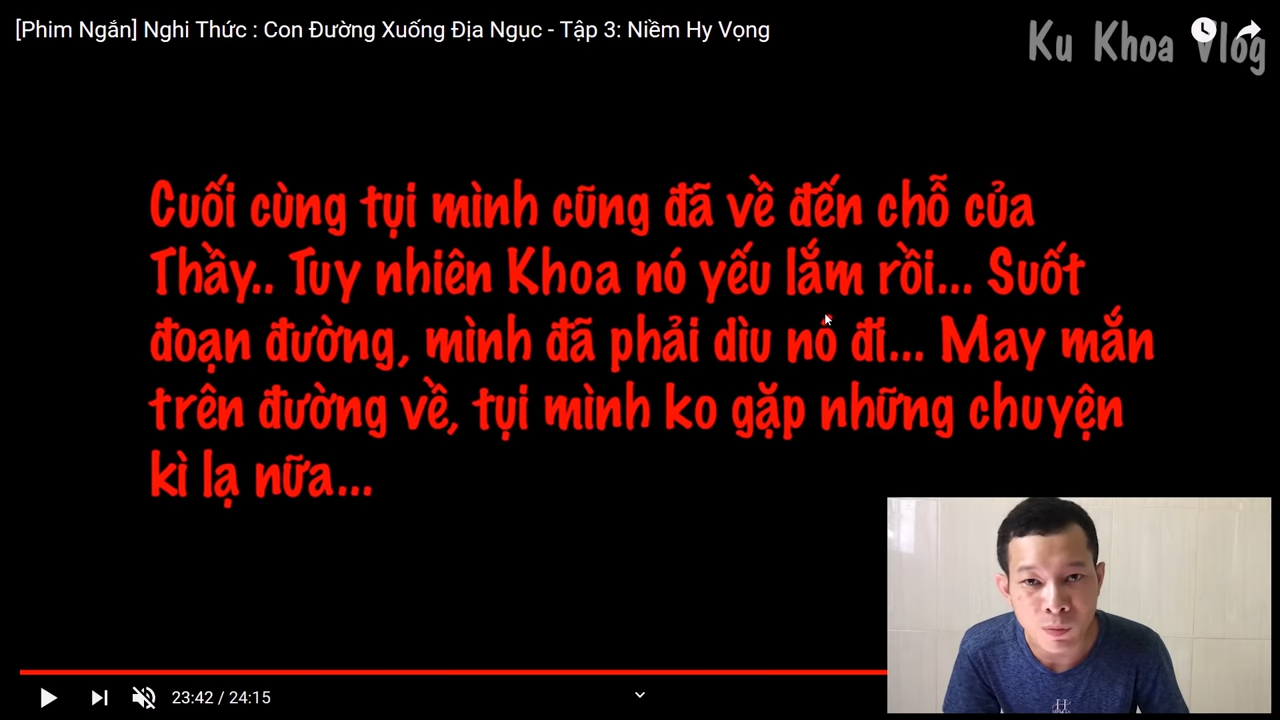 [Phim Ngắn] Nghi Thức : Con Đường Xuống Địa Ngục - Tập 3: Niềm Hy Vọng
Ku Khoa Vlog
Cuối cùng tụi mình cũng đã về đến chỗ của
Thầy.. Tuy nhiên Khoa nó yếu lắm rồi... Suốt
đoạn đường, mình đã phải dìu nó đi... May mắn
trên đường về, tụi mình ko gặp những chuyện
kì lạ nữa...
23:42 / 24:15